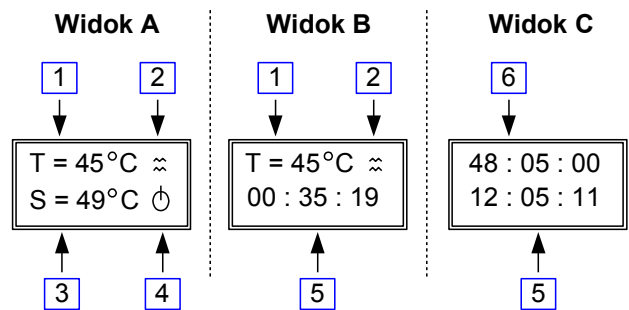 Widok A Widok B Widok C
1 2 1 2 6
T = 45°C T = 45°C 48 : 05 : 00
S = 49°C 00 : 35 : 19 12 : 05 : 11
3 4 5 5